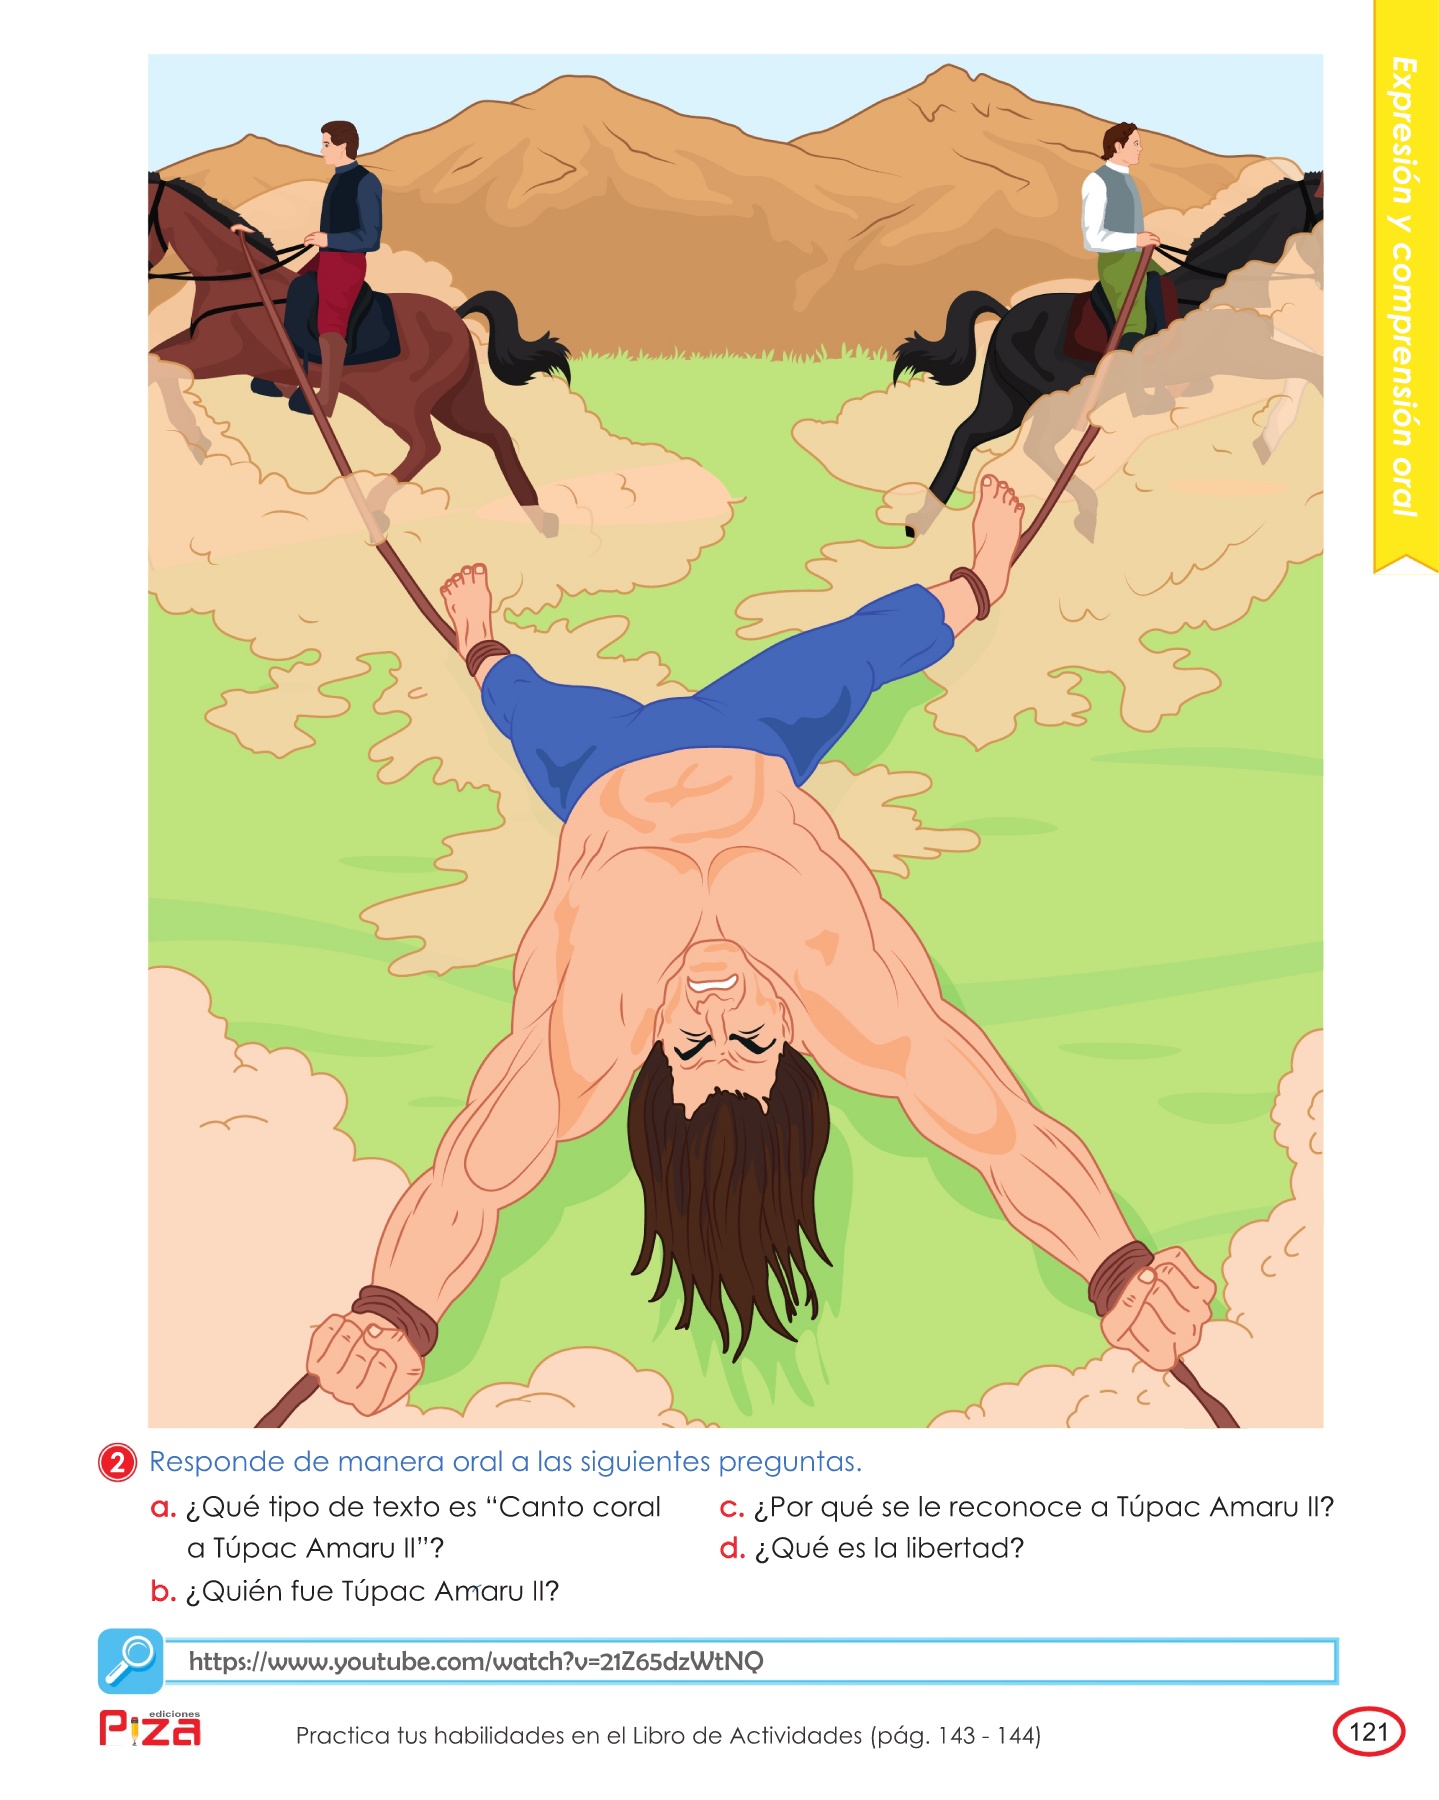 Expresión y comprensión oral
2 Responde de manera oral a las siguientes preguntas.
a. ¿Qué tipo de texto es “Canto coral
a Túpac Amaru II”?
b. ¿Quién fue Túpac Amaru II?
c. ¿Por qué se le reconoce a Túpac Amaru II?
d. ¿Qué es la libertad?
https://www.youtube.com/watch?v=21Z65dzWtNQ
ediciones
Piza
Practica tus habilidades en el Libro de Actividades (pág. 143 - 144)
121